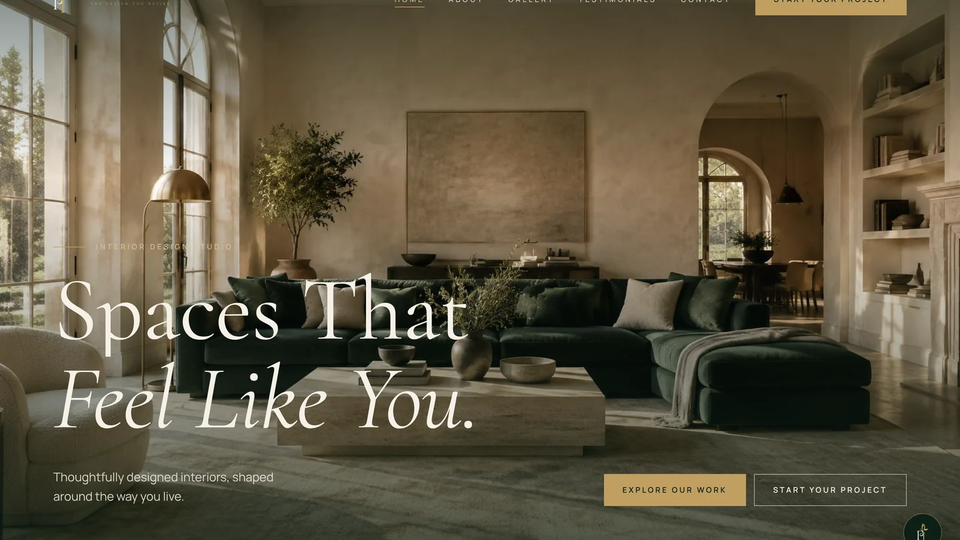 HOME ABOUT GALLERY TESTIMONIALS CONTACT START YOUR PROJECT
INTERIOR DESIGN STUDIO
Spaces That
Feel Like You.
Thoughtfully designed interiors, shaped
around the way you live.
EXPLORE OUR WORK START YOUR PROJECT